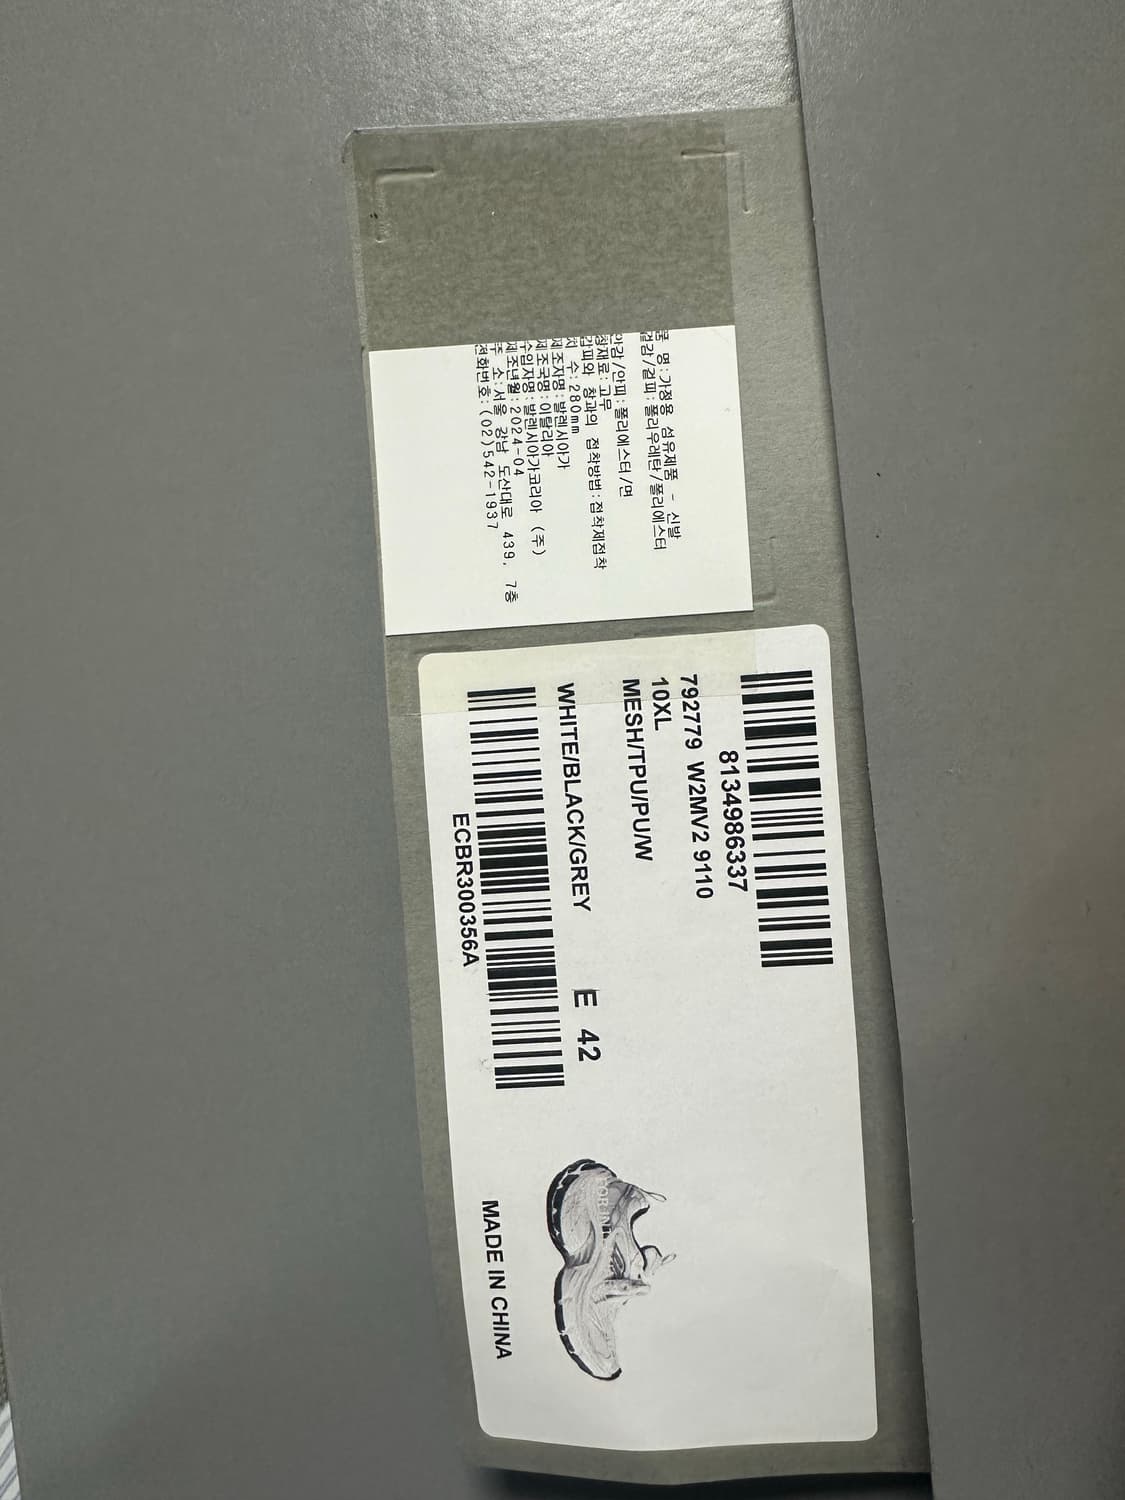 품 명:가정용 섬유제품 - 신발
겉감/겉피:폴리우레탄/폴리에스터
안감/안피:폴리에스터/면
창재료:고무
갑피와 창과의 접착방법:접착제접착
치 수:280mm
제조자명:발렌시아가
제조국명:이탈리아
수입자명:발렌시아가코리아 (주)
제조년월:2024-04
주 소:서울 강남 도산대로 439, 7층
전화번호:(02)542-1937
8134986337
792779 W2MV2 9110
10XL
MESH/TPU/PU/W
WHITE/BLACK/GREY E 42
ECBR300356A
MADE IN CHINA